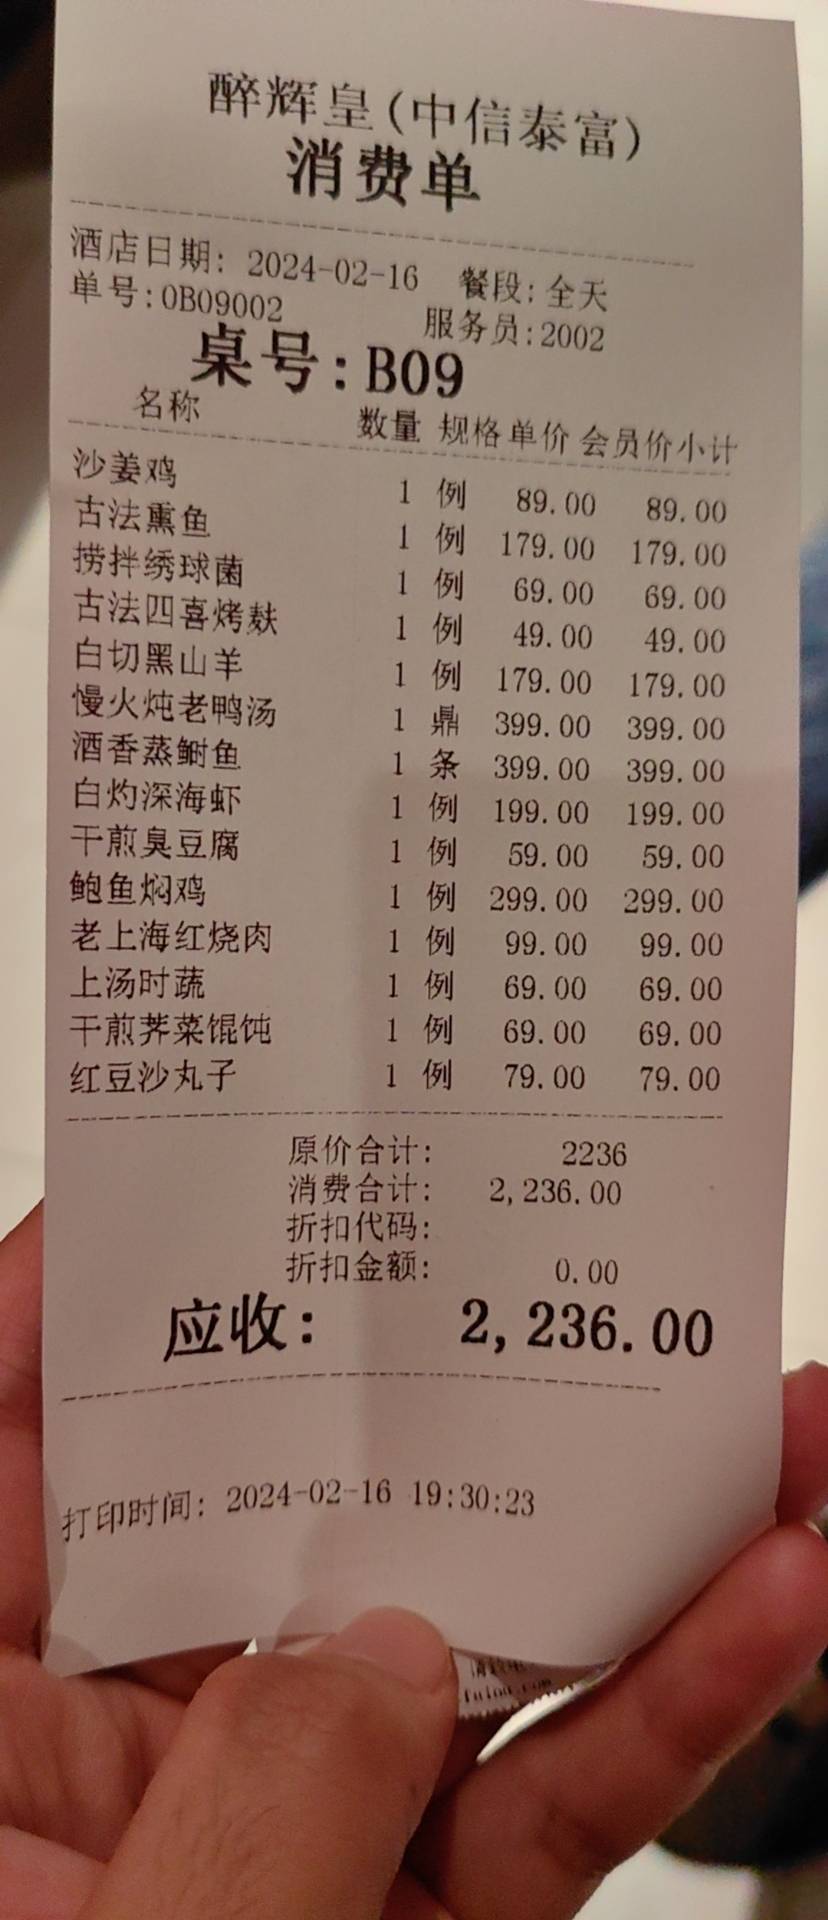 醉辉皇(中信泰富)
消费单
酒店日期: 2024-02-16 餐段:全天
单号:0B09002 服务员:2002
桌号:B09
名称 数量 规格 单价 会员价 小计
沙姜鸡 1 例 89.00 89.00
古法熏鱼 1 例 179.00 179.00
捞拌绣球菌 1 例 69.00 69.00
古法四喜烤麸 1 例 49.00 49.00
白切黑山羊 1 例 179.00 179.00
慢火炖老鸭汤 1 鼎 399.00 399.00
酒香蒸鲥鱼 1 条 399.00 399.00
白灼深海虾 1 例 199.00 199.00
干煎臭豆腐 1 例 59.00 59.00
鲍鱼焖鸡 1 例 299.00 299.00
老上海红烧肉 1 例 99.00 99.00
上汤时蔬 1 例 69.00 69.00
干煎荠菜馄饨 1 例 69.00 69.00
红豆沙丸子 1 例 79.00 79.00
原价合计: 2236
消费合计: 2,236.00
折扣代码:
折扣金额: 0.00
应收: 2,236.00
打印时间: 2024-02-16 19:30:23